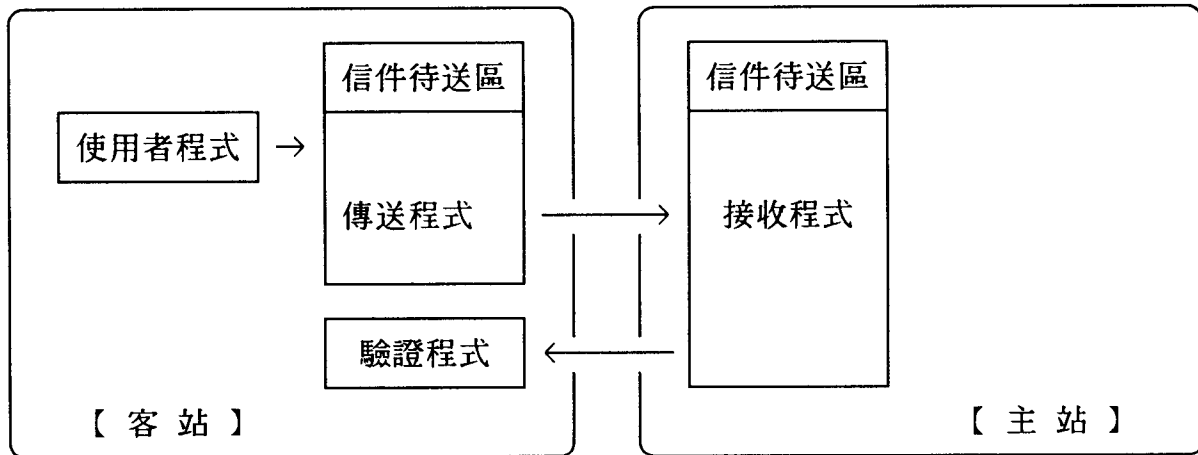 信件待送區
信件待送區
使用者程式
傳送程式
接收程式
驗證程式
【客站】
【主站】